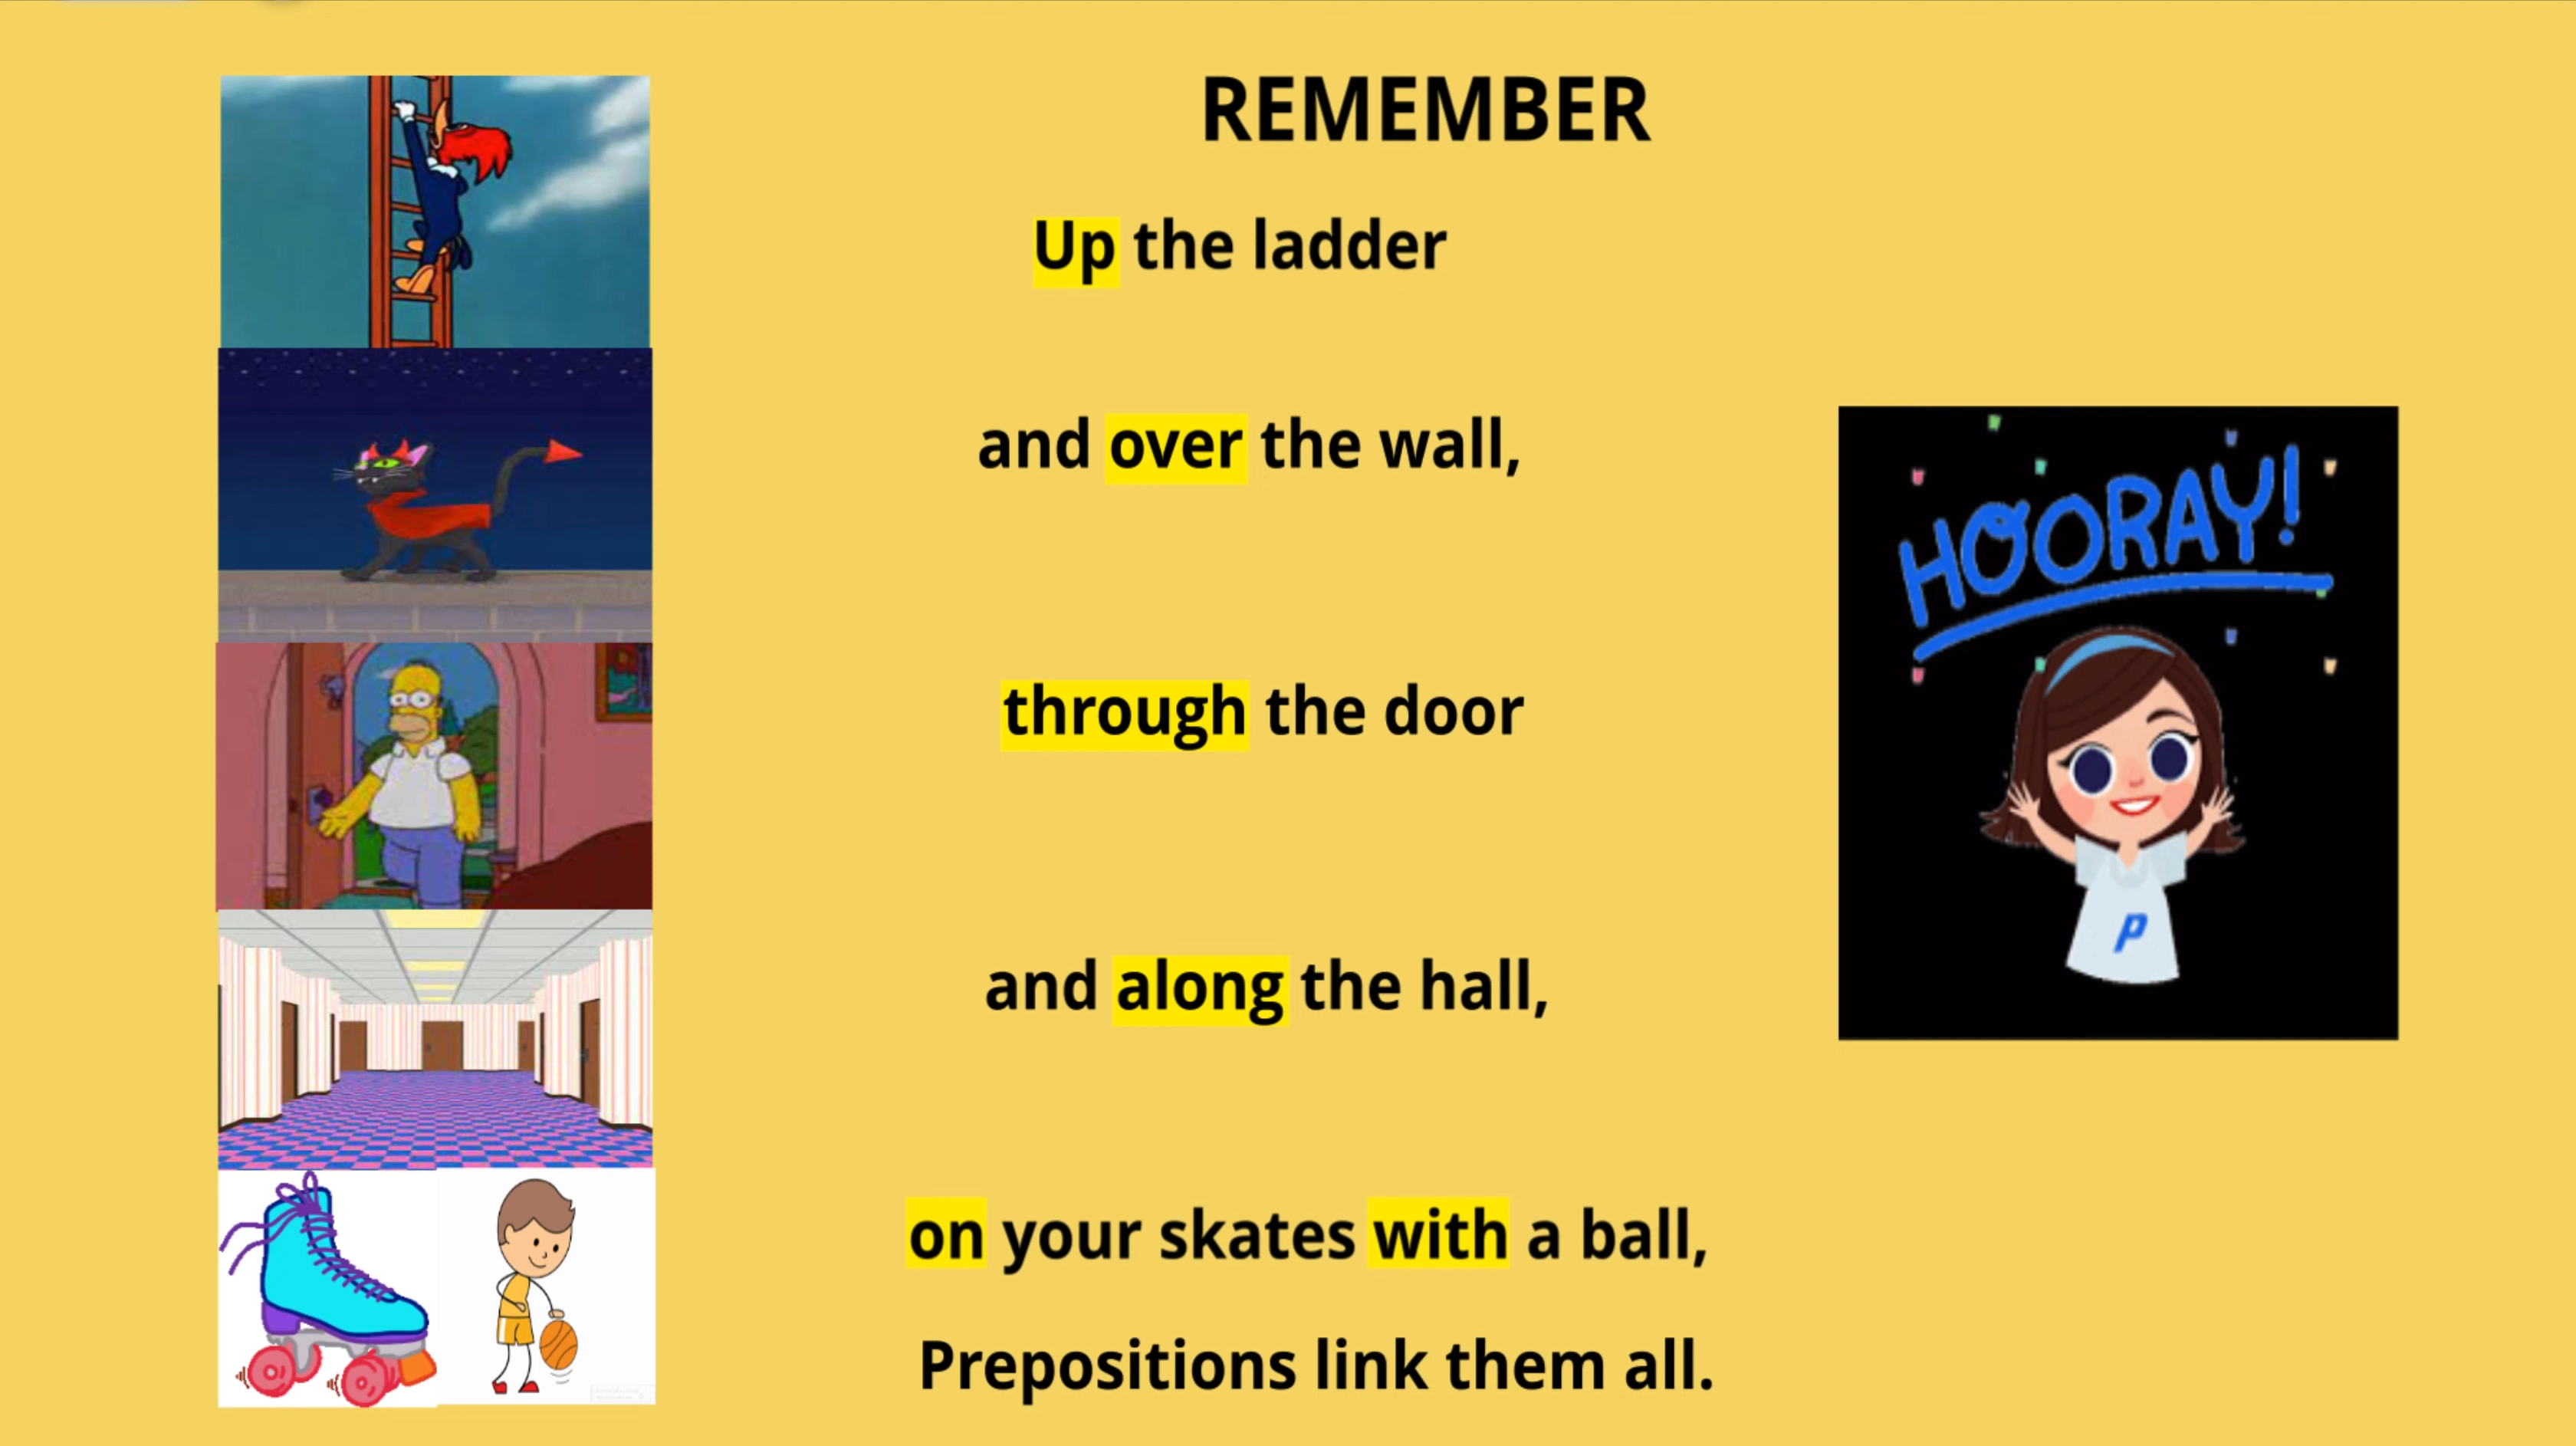 REMEMBER
Up the ladder
and over the wall,
HOORAY!
through the door
P
and along the hall,
on your skates with a ball,
Prepositions link them all.